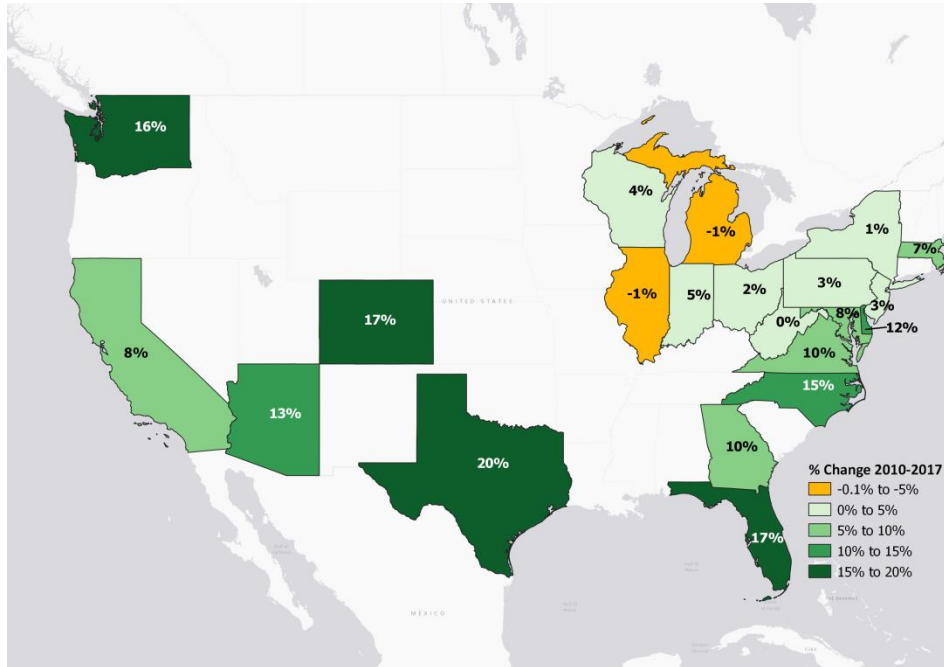 16%
4%
-1%
1%
7%
-1%
5%
2%
3%
3%
8%
12%
0%
10%
UNITED STATES
17%
8%
13%
15%
20%
10%
17%
% Change 2010-2017
-0.1% to -5%
0% to 5%
5% to 10%
10% to 15%
15% to 20%
MÉXICO
CUBA